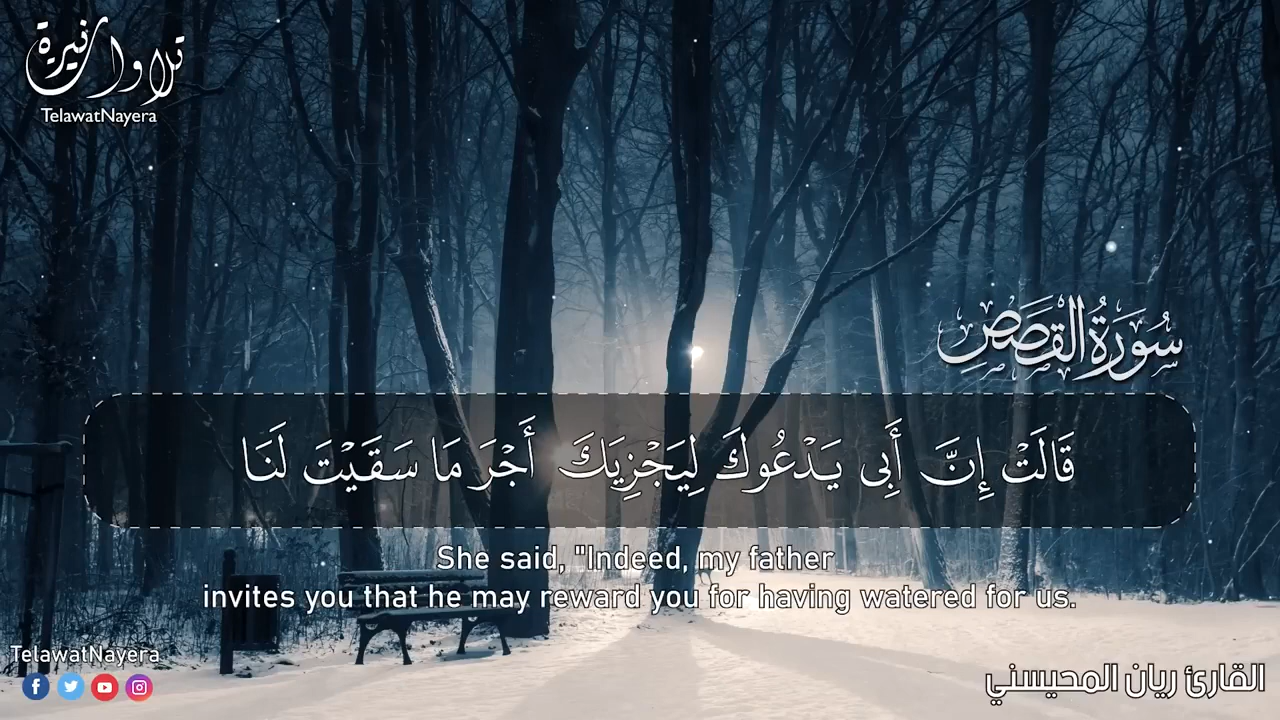 تلاوات نيرة
TelawatNayera
سُورَةُ القَصَصِ
قَالَتْ إِنَّ أَبِى يَدْعُوكَ لِيَجْزِيَكَ أَجْرَ مَا سَقَيْتَ لَنَا
She said, "Indeed, my father
invites you that he may reward you for having watered for us.
TelawatNayera
القارئ ريان المحيسني